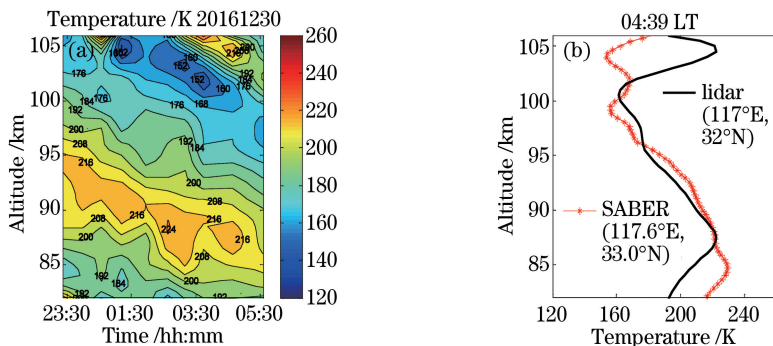 Temperature /K 20161230
(a)
105
100
95
90
85
Altitude /km
23:30 01:30 03:30 05:30
Time /hh:mm
176
184
192
200
208
216
160
152
168
176
160
192
176
192
184
200
208
216
224
216
208
200
200
192
184
192
260
240
220
200
180
160
140
120
04:39 LT
(b)
105
100
95
90
85
Altitude /km
lidar
(117°E,
32°N)
SABER
(117.6°E,
33.0°N)
120 160 200 240
Temperature /K